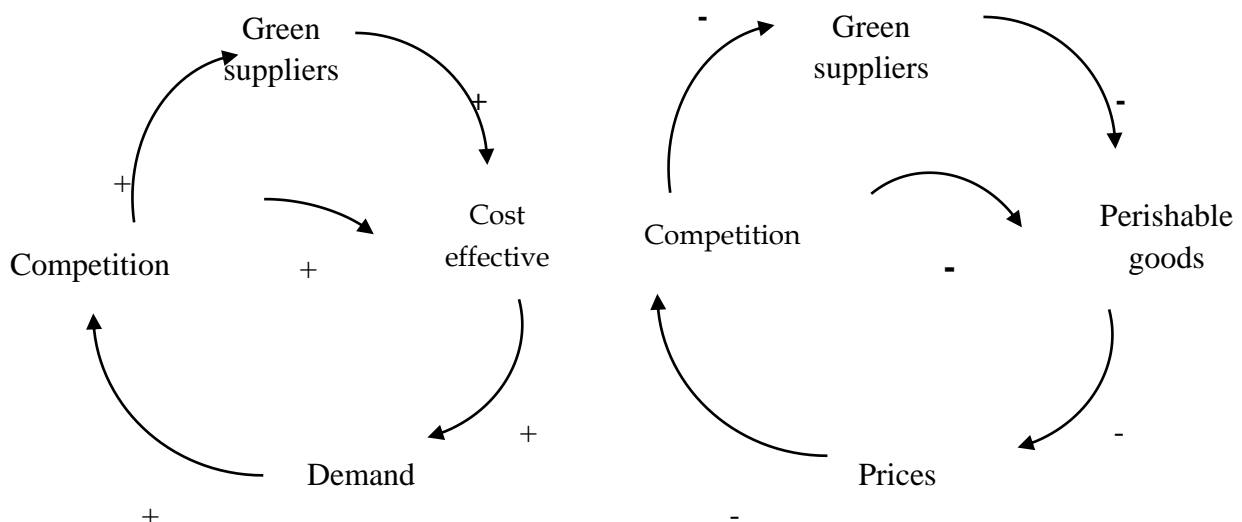 Green
suppliers
+
+
Cost
effective
Competition
+
+
Demand
+
-
Green
suppliers
-
Competition
Perishable
goods
-
-
Prices
-